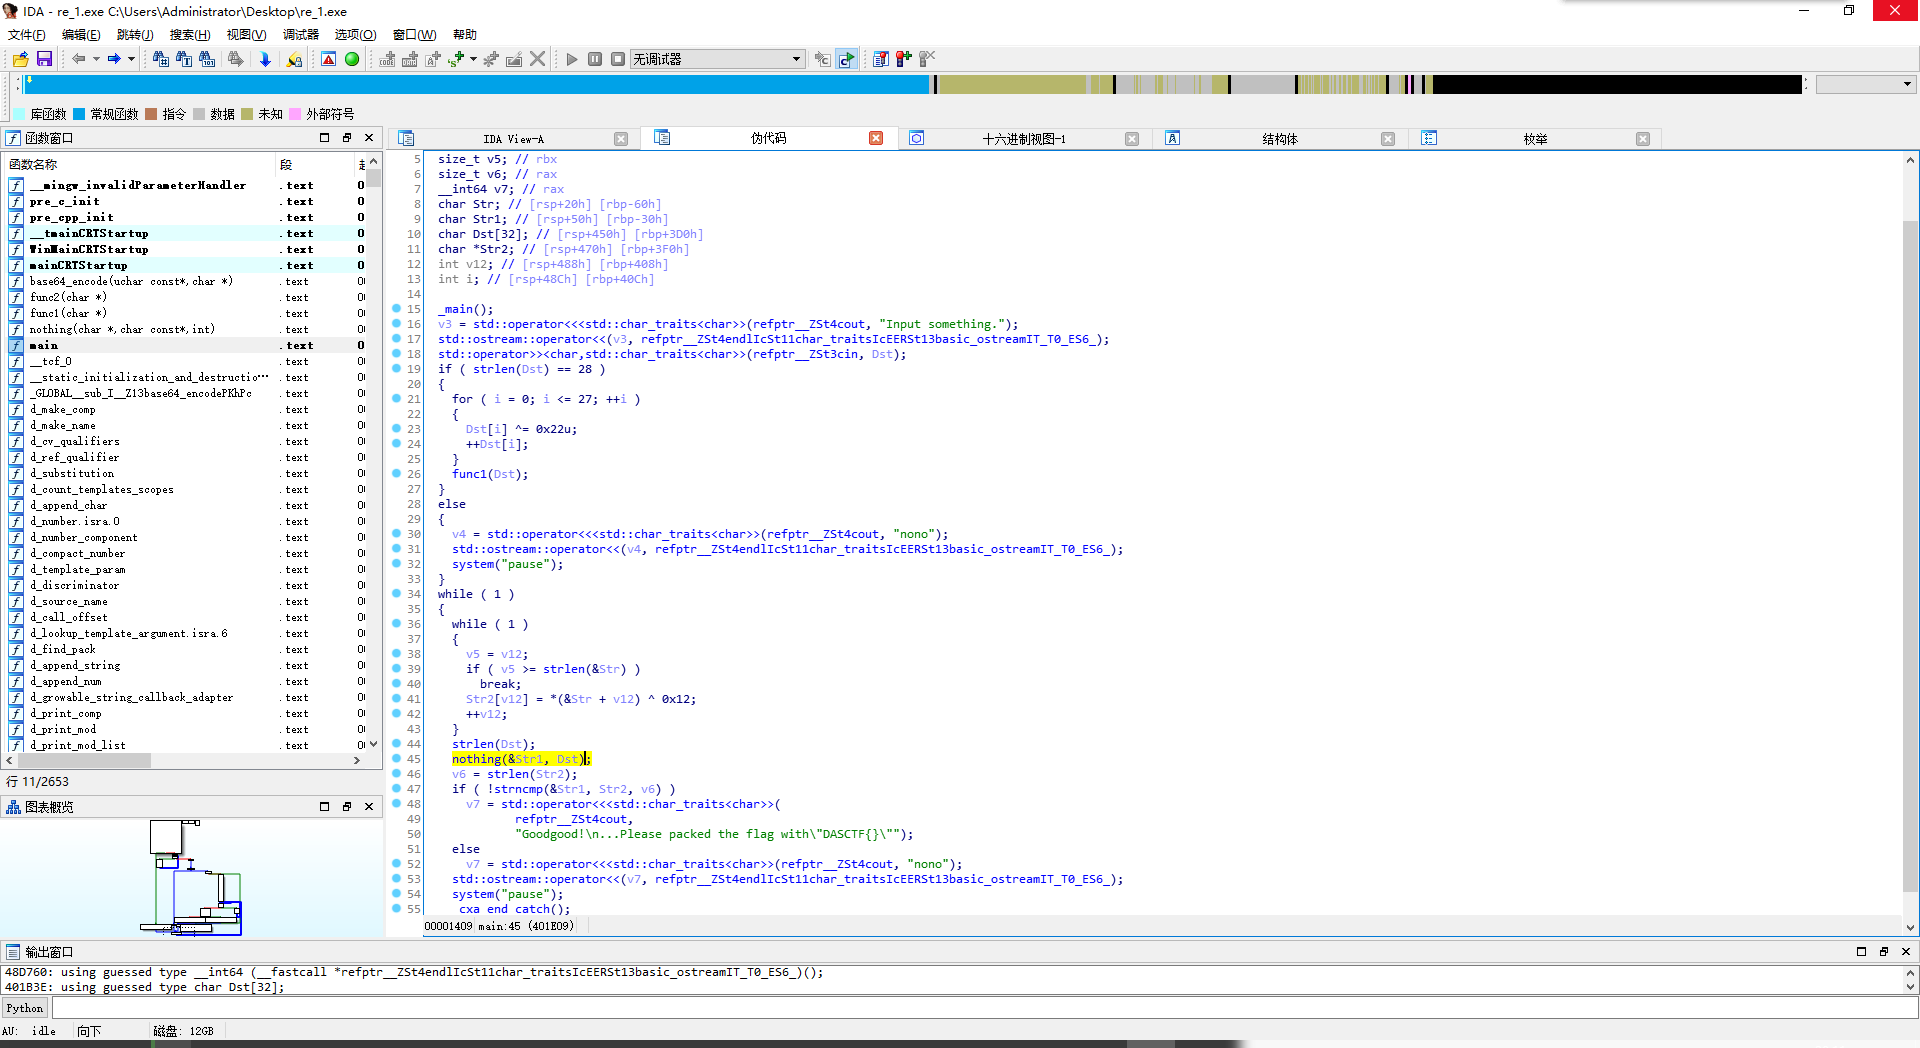 IDA - re_1.exe C:\Users\Administrator\Desktop\re_1.exe
文件(F) 编辑(E) 跳转(J) 搜索(H) 视图(V) 调试器 选项(O) 窗口(W) 帮助
无调试器
库函数 常规函数 指令 数据 未知 外部符号
函数窗口
函数名称 段
__mingw_invalidParameterHandler .text 0
pre_c_init .text 0
pre_cpp_init .text 0
__tmainCRTStartup .text 0
WinMainCRTStartup .text 0
mainCRTStartup .text 0
base64_encode(uchar const*,char *) .text 0
func2(char *) .text 0
func1(char *) .text 0
nothing(char *,char const*,int) .text 0
main .text 0
__tcf_0 .text 0
__static_initialization_and_destructio… .text 0
_GLOBAL__sub_I__Z13base64_encodePKhPc .text 0
d_make_comp .text 0
d_make_name .text 0
d_cv_qualifiers .text 0
d_ref_qualifier .text 0
d_substitution .text 0
d_count_templates_scopes .text 0
d_append_char .text 0
d_number.isra.0 .text 0
d_number_component .text 0
d_compact_number .text 0
d_template_param .text 0
d_discriminator .text 0
d_source_name .text 0
d_call_offset .text 0
d_lookup_template_argument.isra.6 .text 0
d_find_pack .text 0
d_append_string .text 0
d_append_num .text 0
d_growable_string_callback_adapter .text 0
d_print_comp .text 0
d_print_mod .text 0
d_print_mod_list .text 0
行 11/2653
图表概览
IDA View-A 伪代码 十六进制视图-1 结构体 枚举
5 size_t v5; // rbx
6 size_t v6; // rax
7 __int64 v7; // rax
8 char Str; // [rsp+20h] [rbp-60h]
9 char Str1; // [rsp+50h] [rbp-30h]
10 char Dst[32]; // [rsp+450h] [rbp+3D0h]
11 char *Str2; // [rsp+470h] [rbp+3F0h]
12 int v12; // [rsp+488h] [rbp+408h]
13 int i; // [rsp+48Ch] [rbp+40Ch]
14
15 _main();
16 v3 = std::operator<<<std::char_traits<char>>(refptr__ZSt4cout, "Input something.");
17 std::ostream::operator<<(v3, refptr__ZSt4endlIcSt11char_traitsIcEERSt13basic_ostreamIT_T0_ES6_);
18 std::operator>><char,std::char_traits<char>>(refptr__ZSt3cin, Dst);
19 if ( strlen(Dst) == 28 )
20 {
21 for ( i = 0; i <= 27; ++i )
22 {
23 Dst[i] ^= 0x22u;
24 ++Dst[i];
25 }
26 func1(Dst);
27 }
28 else
29 {
30 v4 = std::operator<<<std::char_traits<char>>(refptr__ZSt4cout, "nono");
31 std::ostream::operator<<(v4, refptr__ZSt4endlIcSt11char_traitsIcEERSt13basic_ostreamIT_T0_ES6_);
32 system("pause");
33 }
34 while ( 1 )
35 {
36 while ( 1 )
37 {
38 v5 = v12;
39 if ( v5 >= strlen(&Str) )
40 break;
41 Str2[v12] = *(&Str + v12) ^ 0x12;
42 ++v12;
43 }
44 strlen(Dst);
45 nothing(&Str1, Dst);
46 v6 = strlen(Str2);
47 if ( !strncmp(&Str1, Str2, v6) )
48 v7 = std::operator<<<std::char_traits<char>>(
49 refptr__ZSt4cout,
50 "Goodgood!\n...Please packed the flag with\"DASCTF{}\"");
51 else
52 v7 = std::operator<<<std::char_traits<char>>(refptr__ZSt4cout, "nono");
53 std::ostream::operator<<(v7, refptr__ZSt4endlIcSt11char_traitsIcEERSt13basic_ostreamIT_T0_ES6_);
54 system("pause");
55 _cxa_end_catch();
00001409 main:45 (401E09)
输出窗口
48D760: using guessed type __int64 (__fastcall *refptr__ZSt4endlIcSt11char_traitsIcEERSt13basic_ostreamIT_T0_ES6_)();
401B3E: using guessed type char Dst[32];
Python
AU: idle 向下 磁盘: 12GB